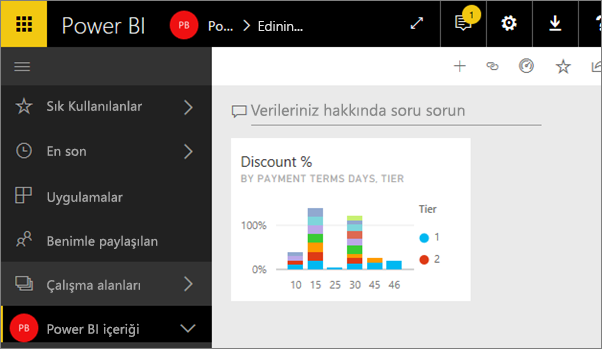 Power BI PB Po... > Edinin... 1
Sık Kullanılanlar
En son
Uygulamalar
Benimle paylaşılan
Çalışma alanları
PB Power BI içeriği
Verileriniz hakkında soru sorun
Discount %
BY PAYMENT TERMS DAYS, TIER
Tier
100%
1
2
0%
10 15 25 30 45 46